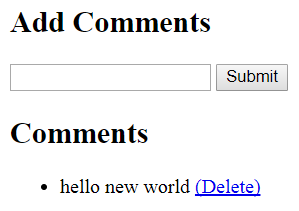 Add Comments
Submit
Comments
hello new world (Delete)